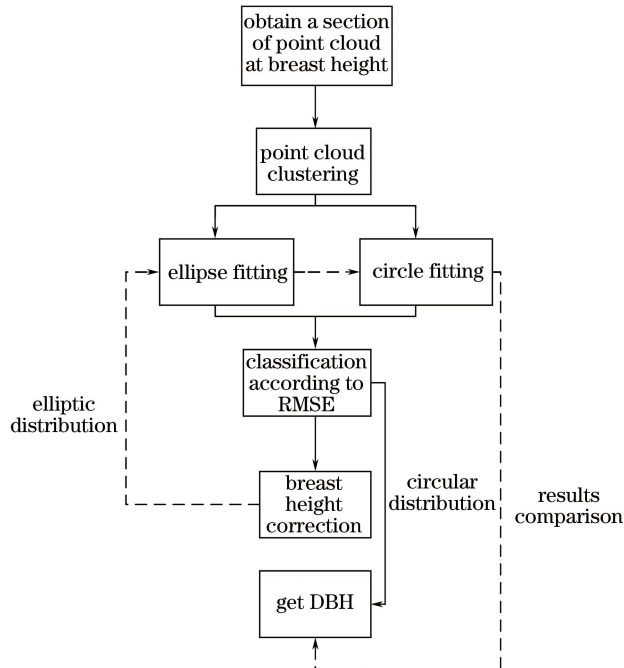 obtain a section
of point cloud
at breast height
point cloud
clustering
ellipse fitting
circle fitting
classification
according to
RMSE
elliptic
distribution
breast
height
correction
circular
distribution
results
comparison
get DBH